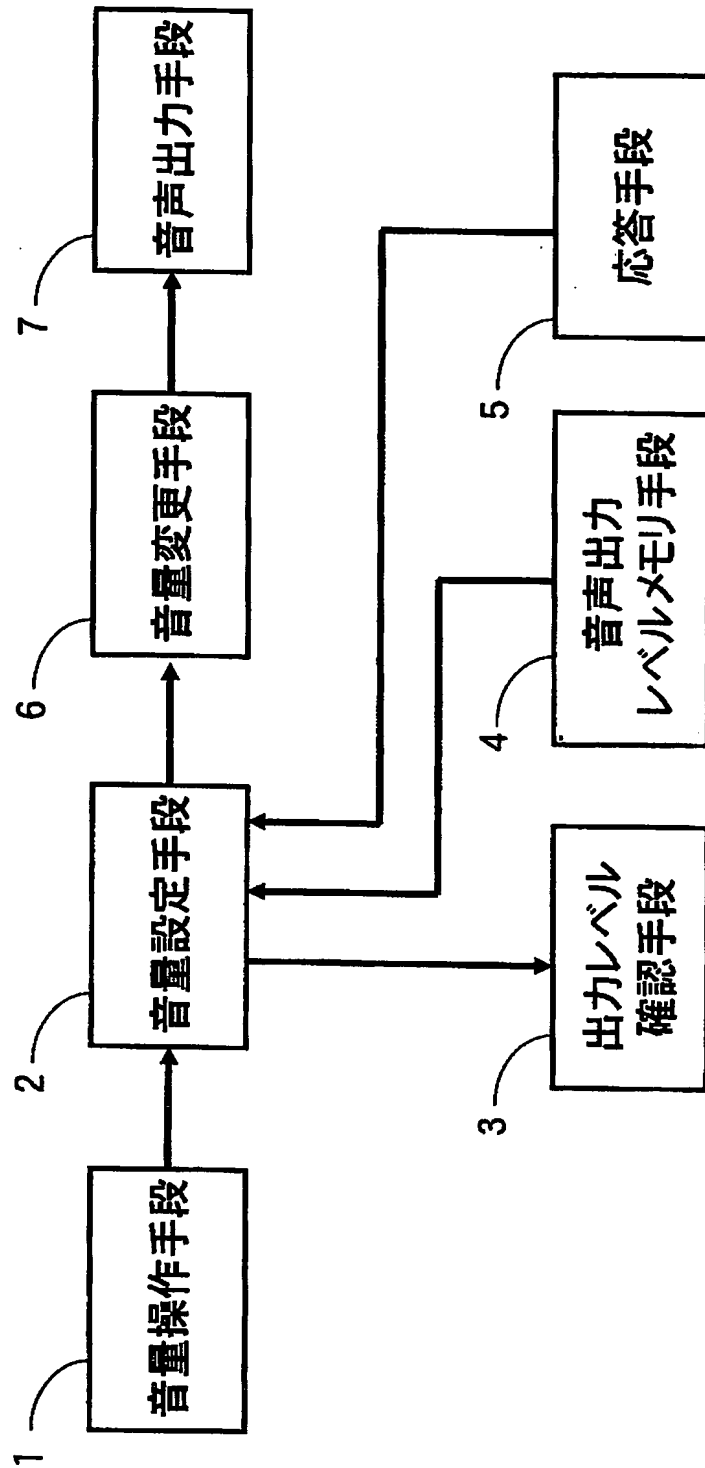 1
音量操作手段
2
音量設定手段
6
音量変更手段
7
音声出力手段
3
出力レベル
確認手段
4
音声出力
レベルメモリ手段
5
応答手段